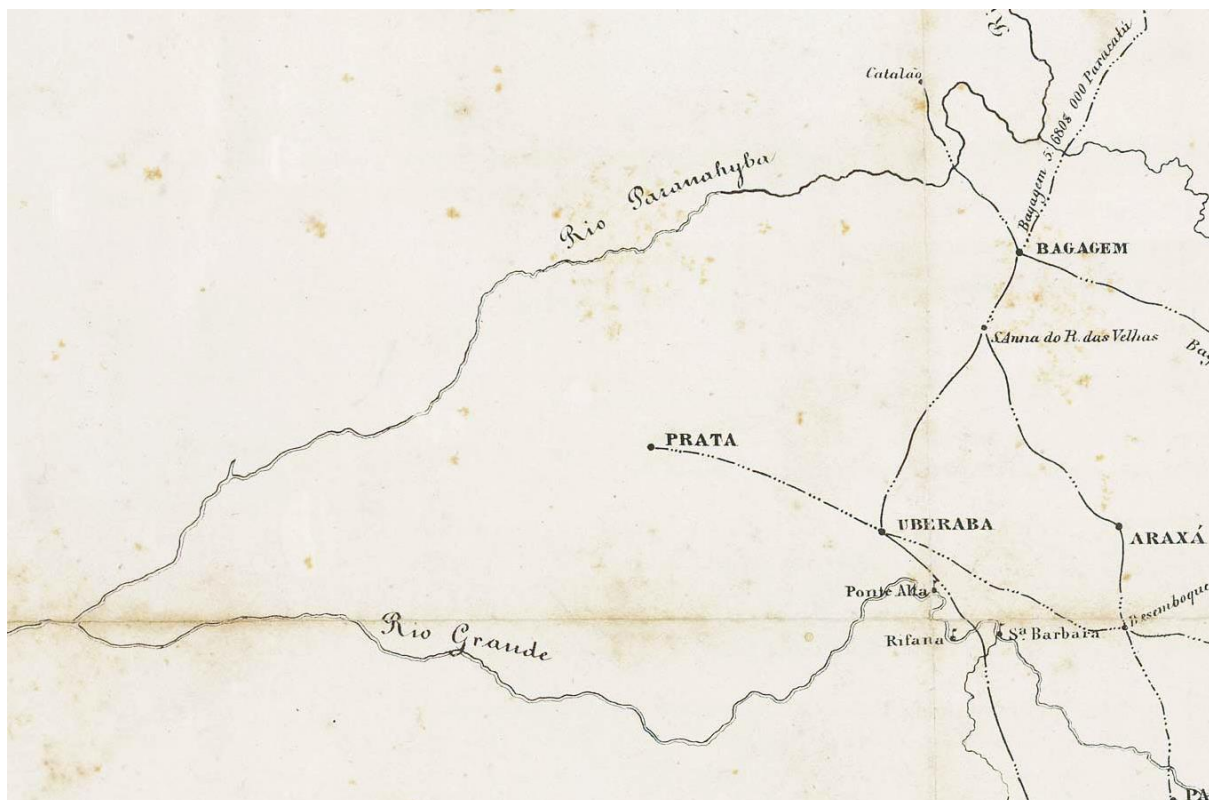 Catalão
Bagagem 5:680$000 Paracatú
Rio Paranahyba
BAGAGEM
S.Anna do R. das Velhas
PRATA
UBERABA
ARAXÁ
Ponte Alta
Desemboque
Rio Grande
Rifana
Sª Barbara